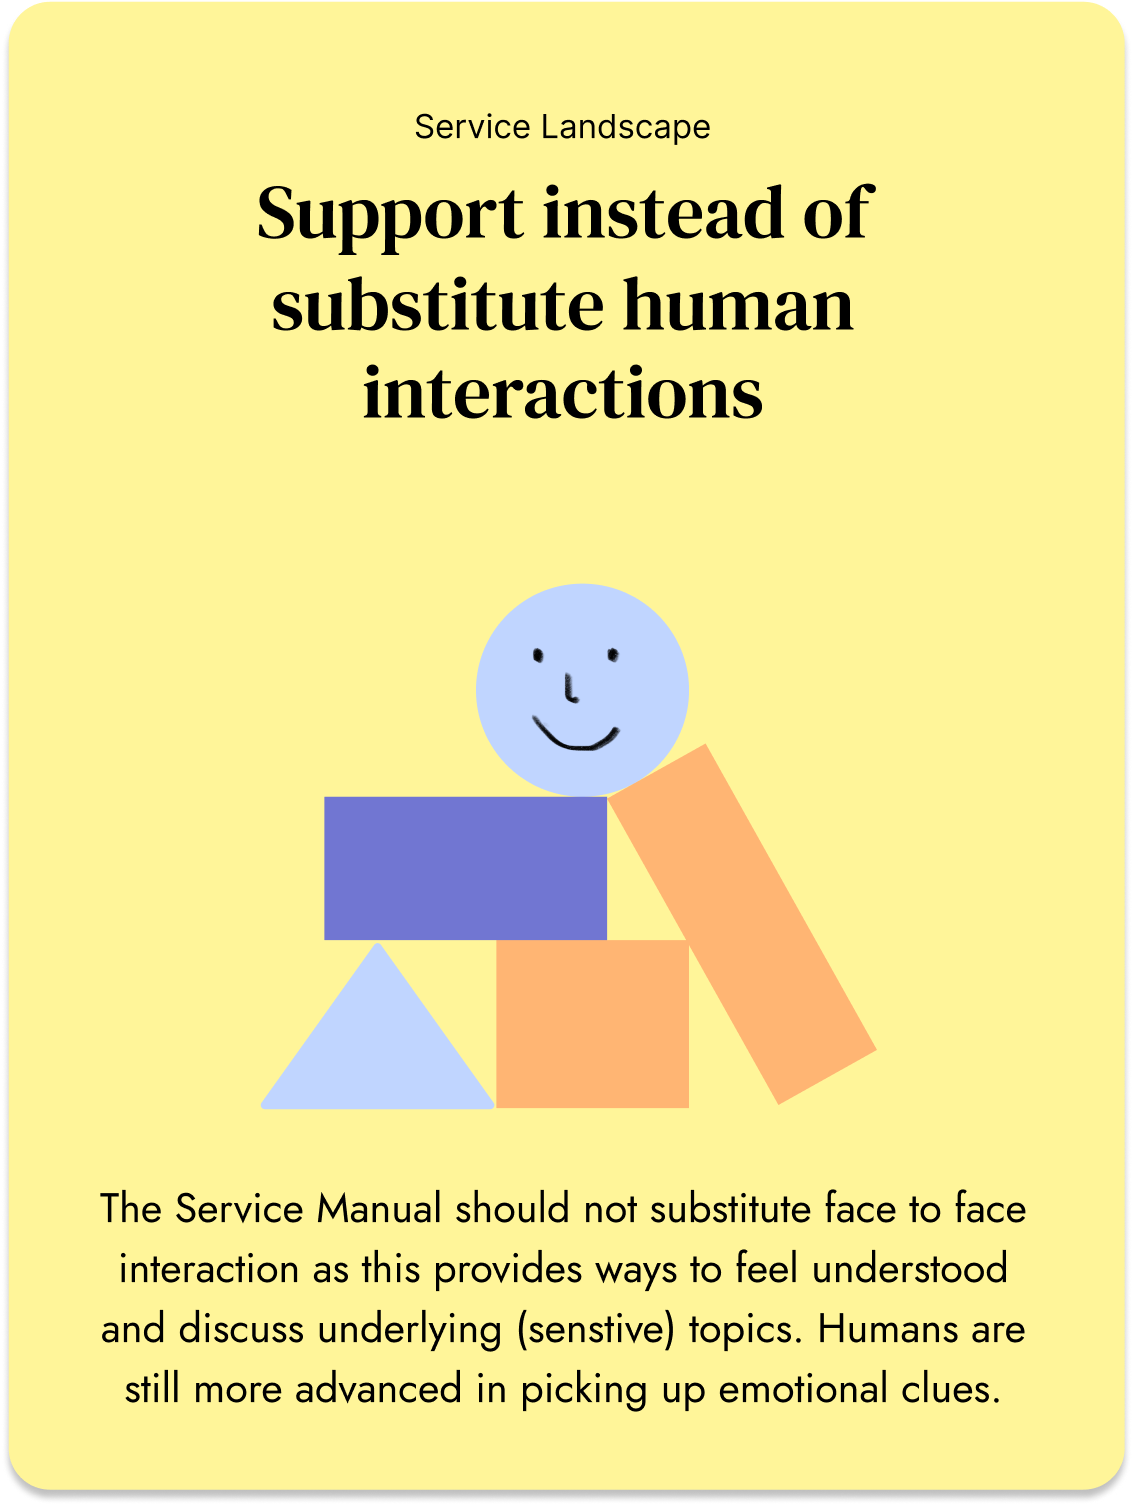 Service Landscape
Support instead of
substitute human
interactions
The Service Manual should not substitute face to face
interaction as this provides ways to feel understood
and discuss underlying (senstive) topics. Humans are
still more advanced in picking up emotional clues.